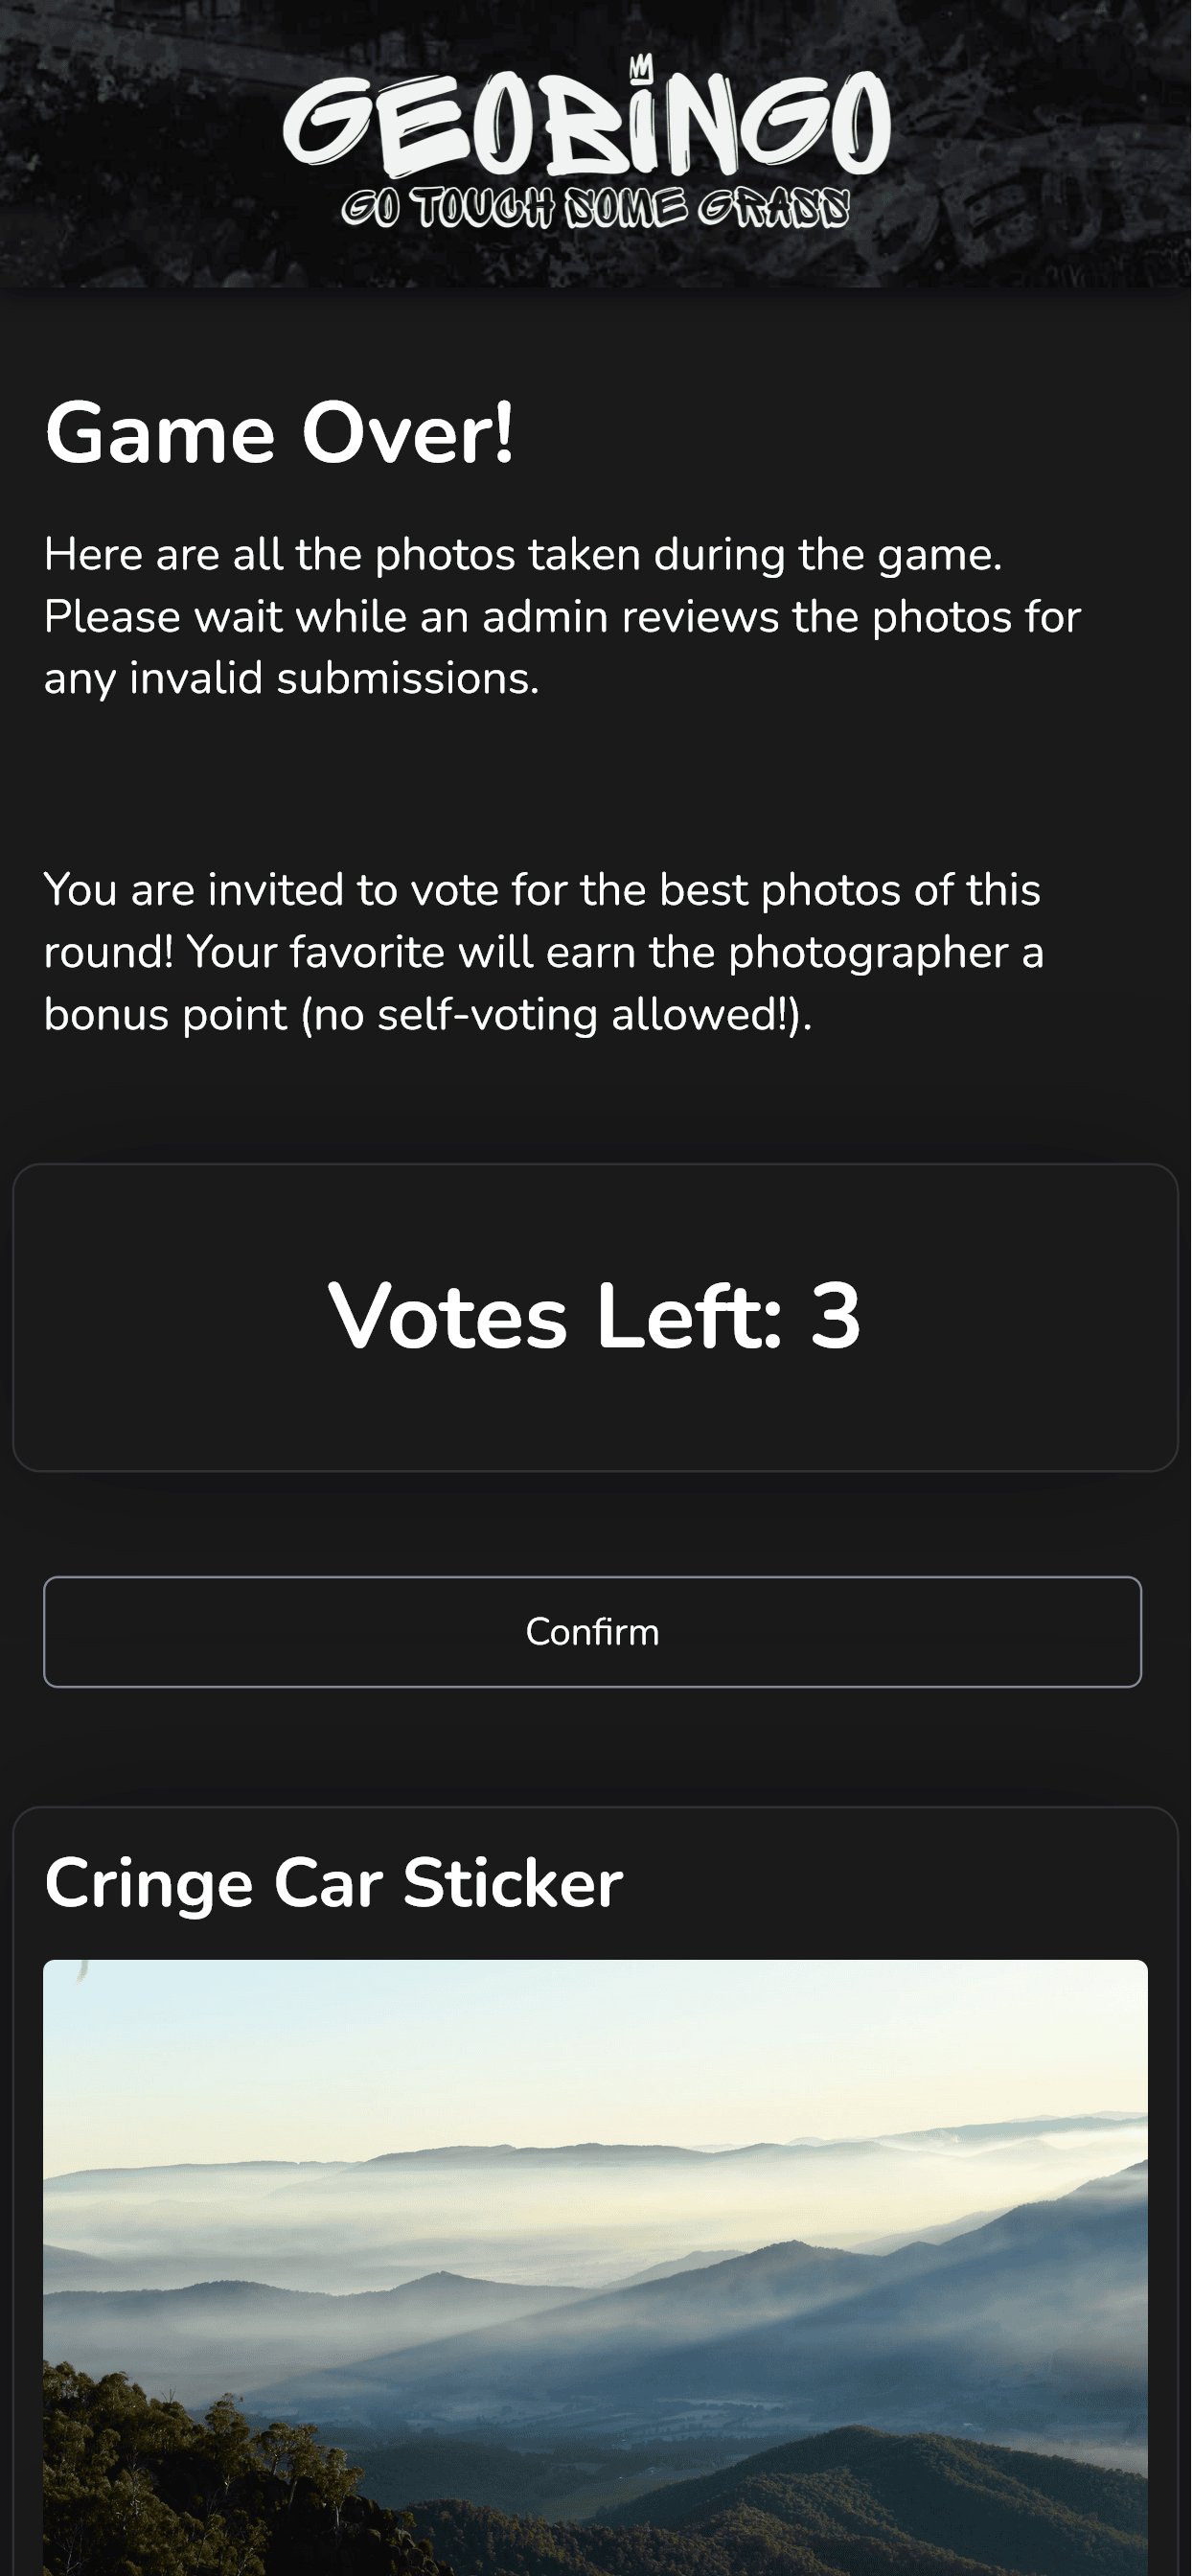 GEOBINGO
GO TOUCH SOME GRASS
Game Over!
Here are all the photos taken during the game.
Please wait while an admin reviews the photos for
any invalid submissions.
You are invited to vote for the best photos of this
round! Your favorite will earn the photographer a
bonus point (no self-voting allowed!).
Votes Left: 3
Confirm
Cringe Car Sticker